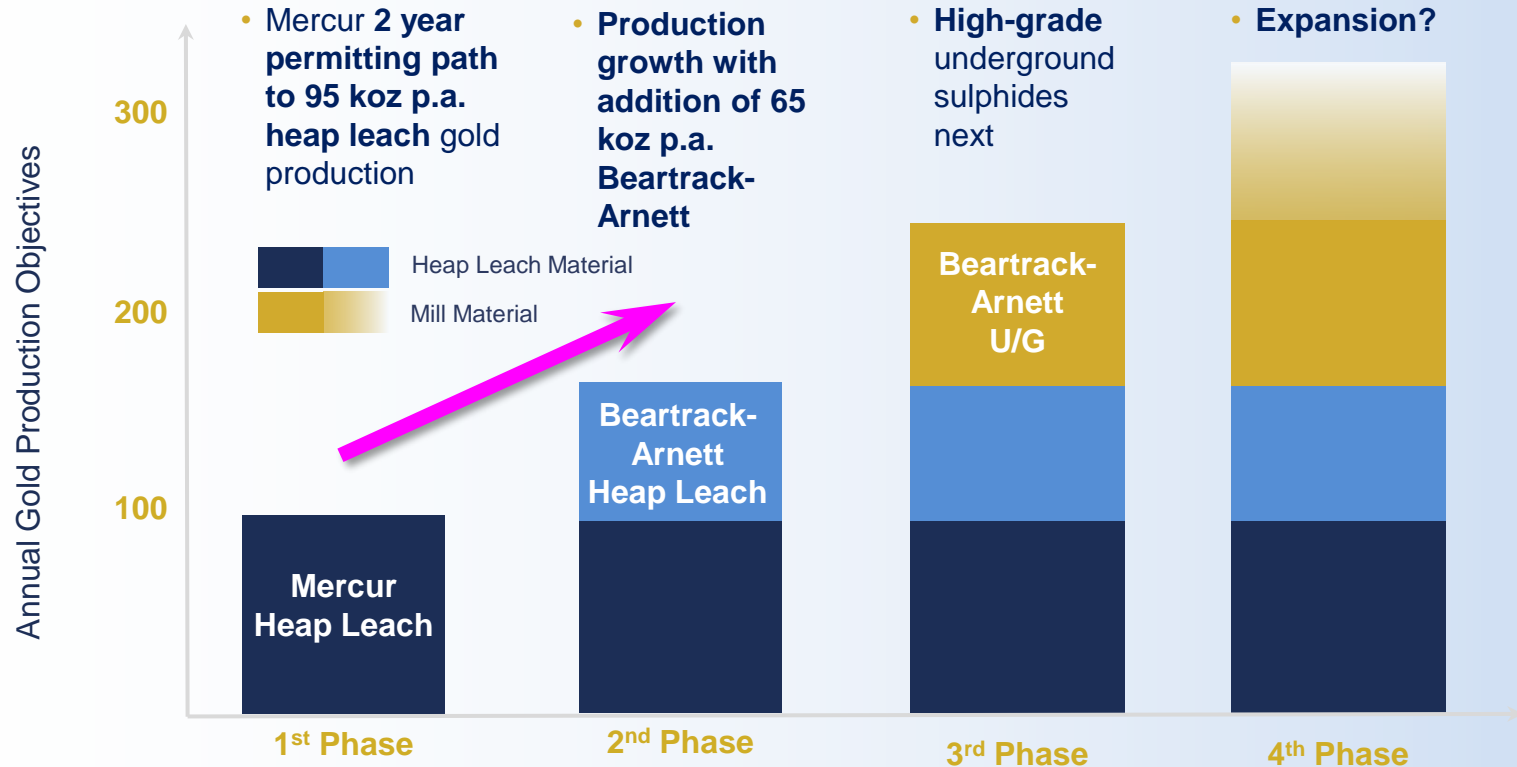 • Mercur 2 year
permitting path
to 95 koz p.a.
heap leach gold
production
• Production
growth with
addition of 65
koz p.a.
Beartrack-
Arnett
• High-grade
underground
sulphides
next
• Expansion?
Annual Gold Production Objectives
300
200
100
Heap Leach Material
Mill Material
Mercur
Heap Leach
Beartrack-
Arnett
Heap Leach
Beartrack-
Arnett
U/G
1st Phase
2nd Phase
3rd Phase
4th Phase